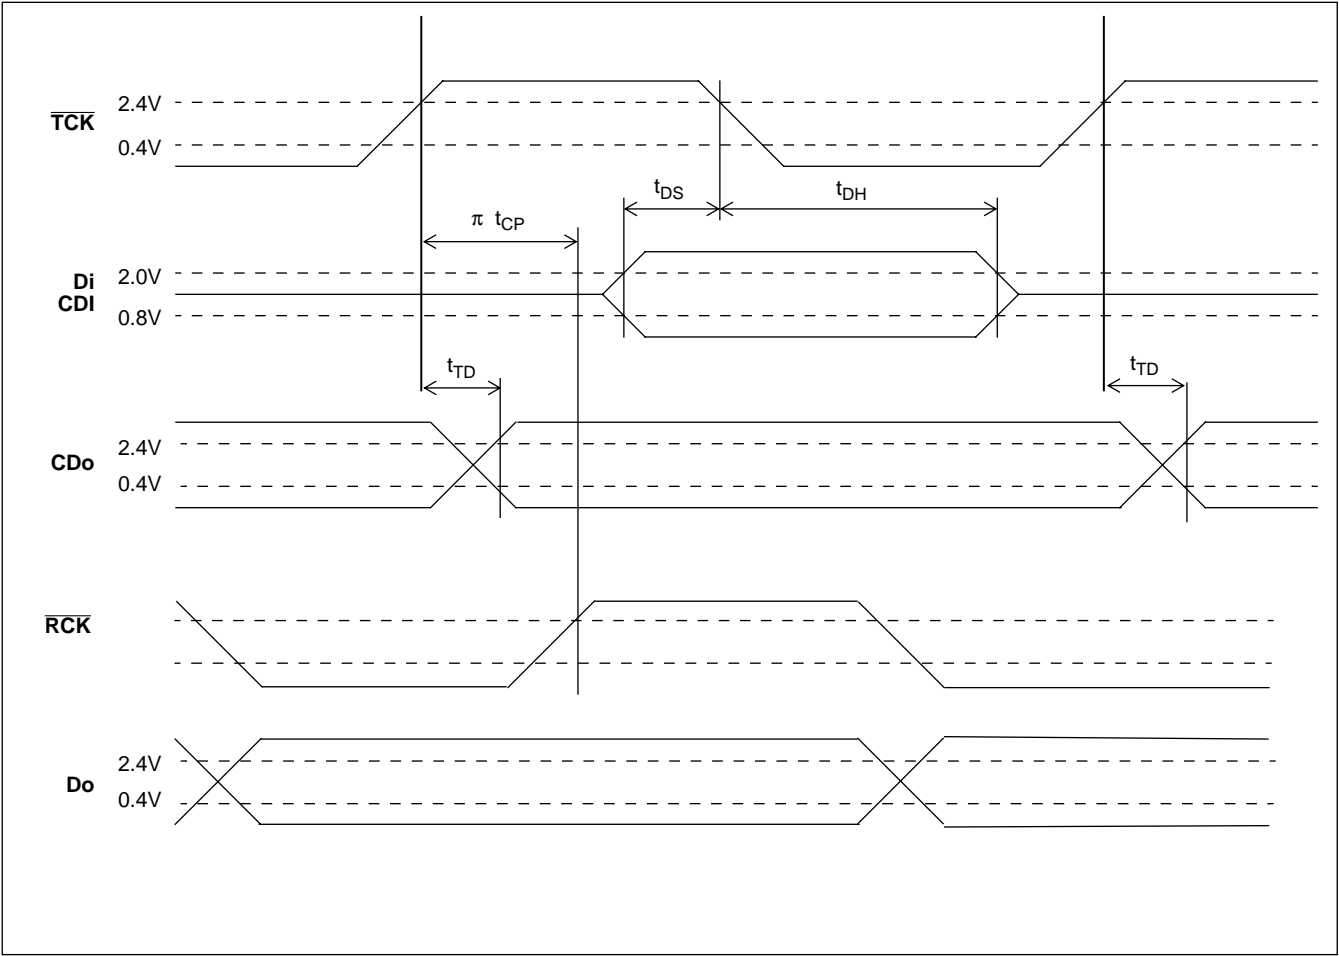 2.4V
TCK
0.4V
tDS
tDH
π tCP
Di
2.0V
CDI
0.8V
tTD
tTD
2.4V
CDo
0.4V
RCK
2.4V
Do
0.4V